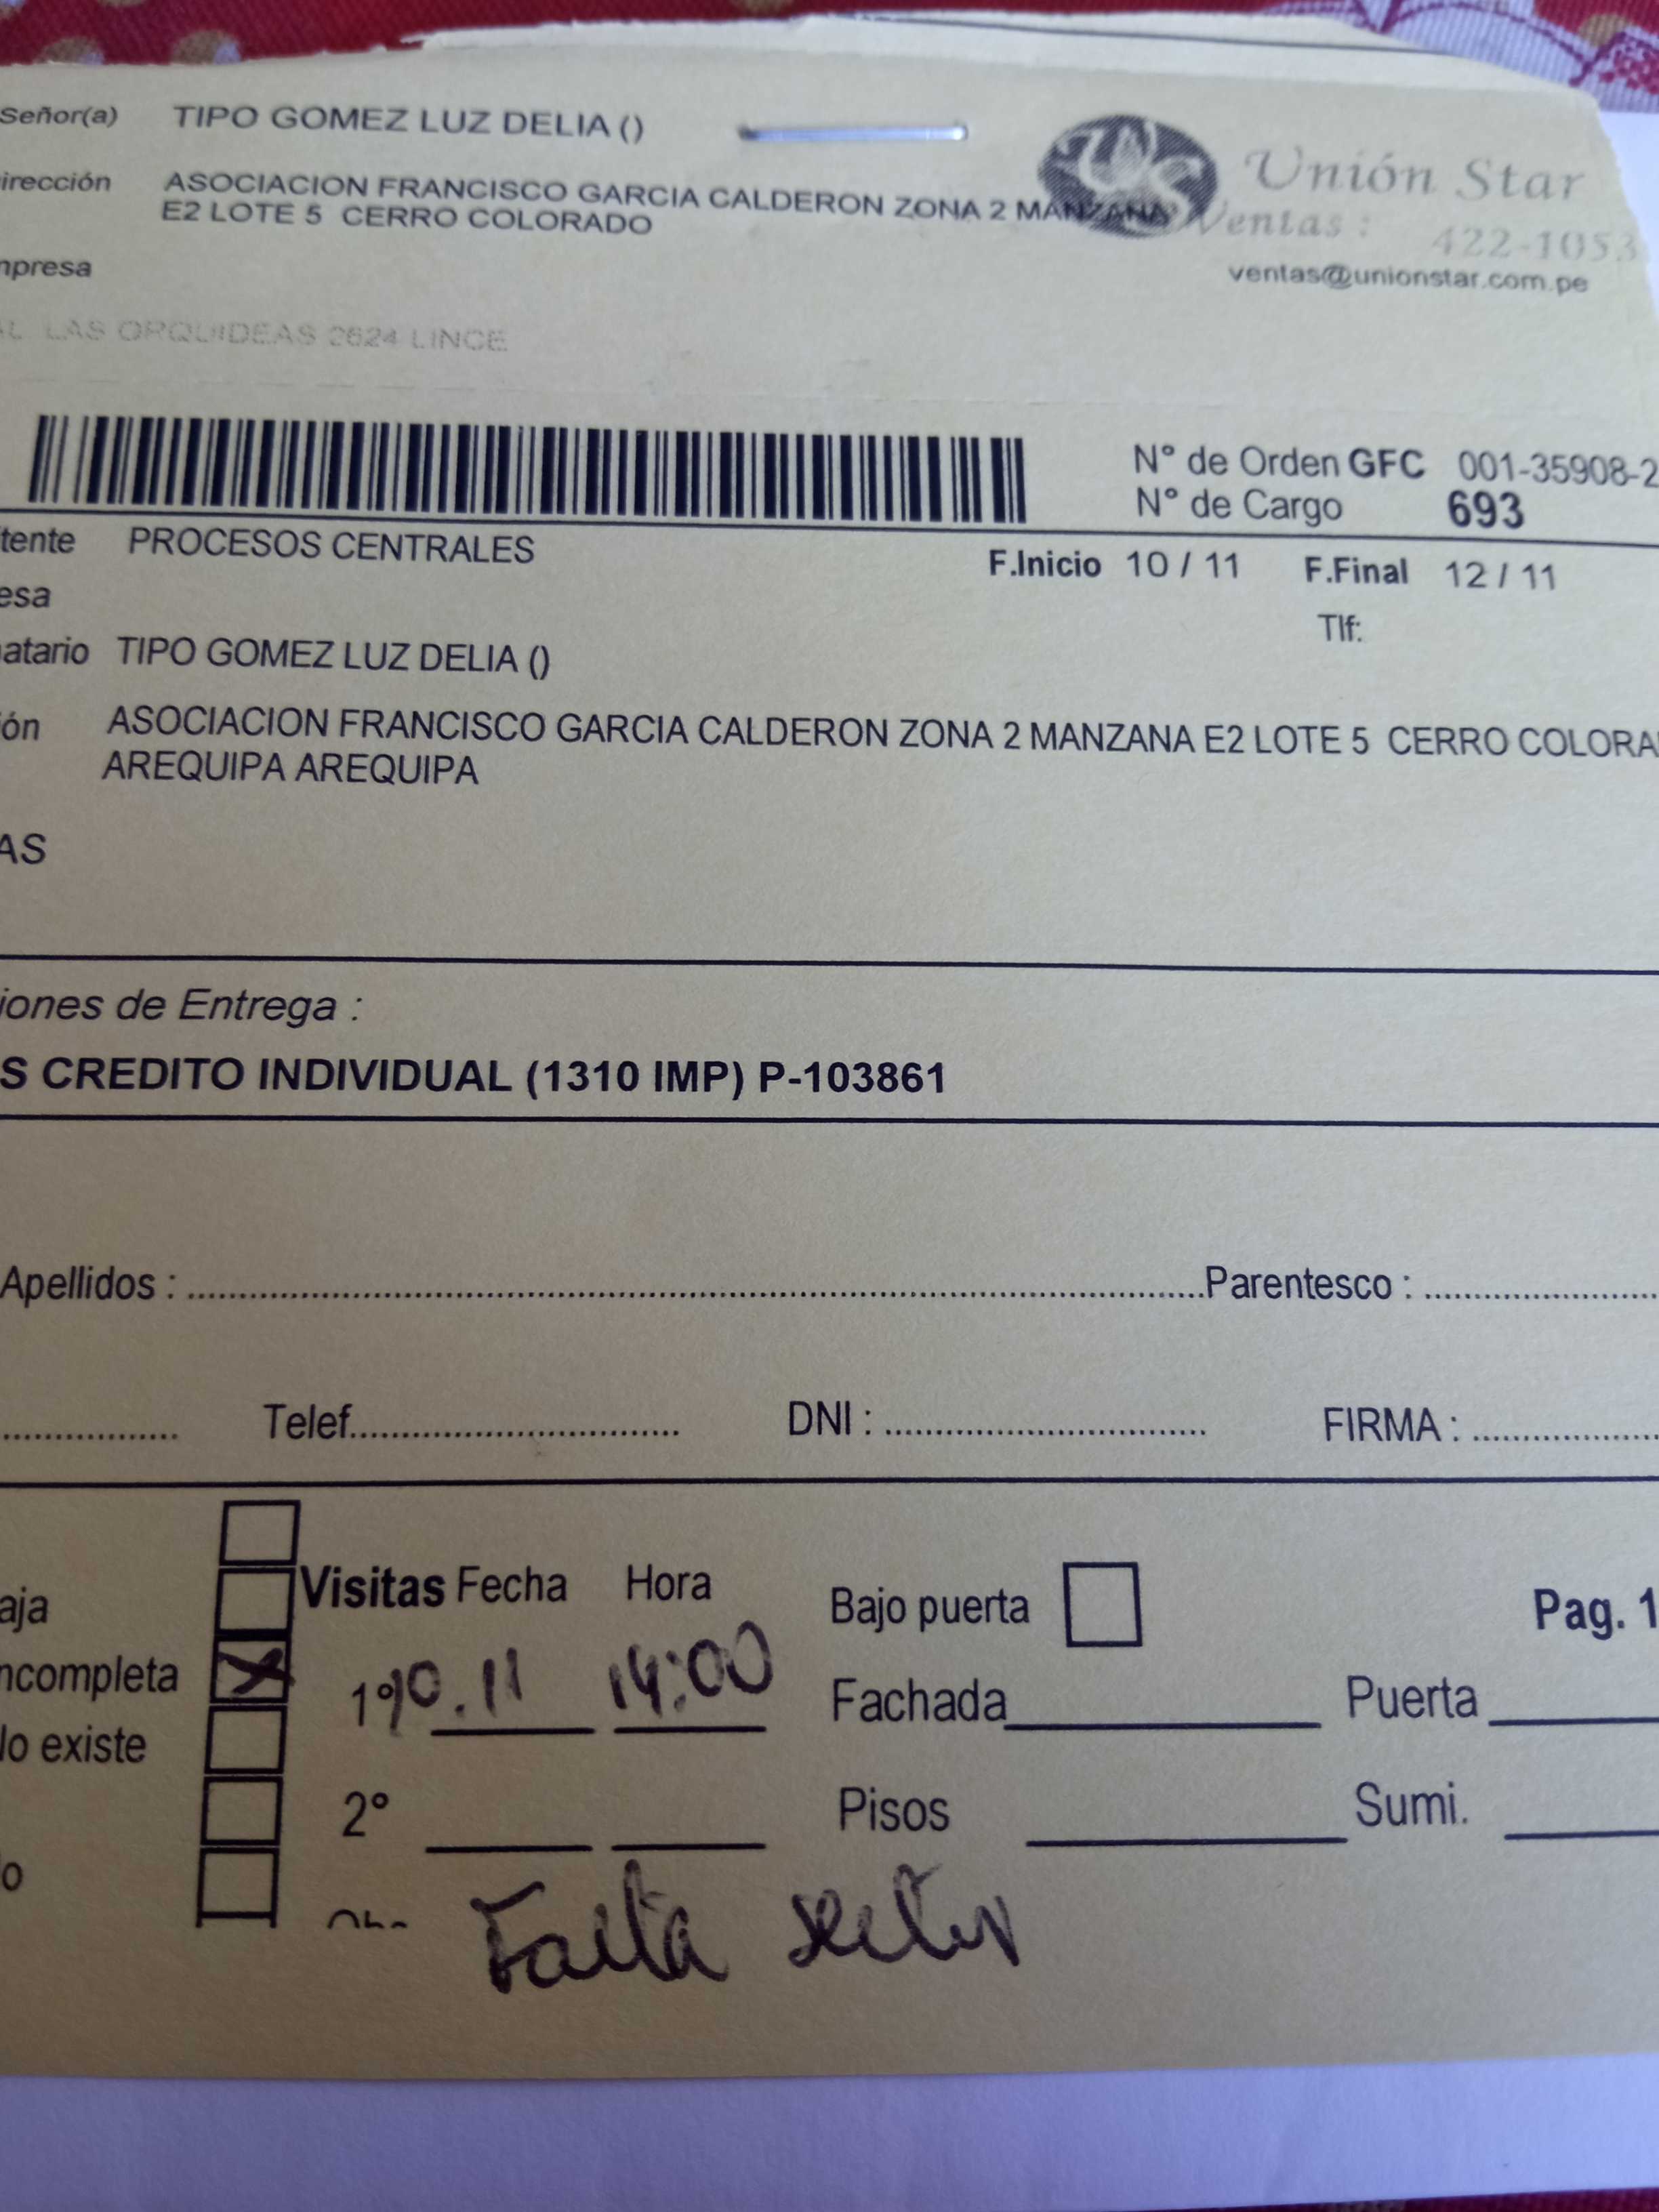 Señor(a) TIPO GOMEZ LUZ DELIA ()
irección ASOCIACION FRANCISCO GARCIA CALDERON ZONA 2 MANZANA
E2 LOTE 5 CERRO COLORADO
Unión Star
Ventas :
422-1053
ventas@unionstar.com.pe
mpresa
AL LAS ORQUIDEAS 2624 LINCE
N° de Orden GFC 001-35908-2
N° de Cargo 693
tente PROCESOS CENTRALES
F.Inicio 10 / 11 F.Final 12 / 11
esa
Tlf:
atario TIPO GOMEZ LUZ DELIA ()
ión ASOCIACION FRANCISCO GARCIA CALDERON ZONA 2 MANZANA E2 LOTE 5 CERRO COLORA
AREQUIPA AREQUIPA
AS
iones de Entrega :
S CREDITO INDIVIDUAL (1310 IMP) P-103861
Apellidos : Parentesco :
Telef. DNI : FIRMA :
Visitas Fecha Hora Bajo puerta Pag. 1
aja
ncompleta X 1° 10.11 14:00 Fachada Puerta
lo existe
2° Pisos Sumi.
o
Falta sector